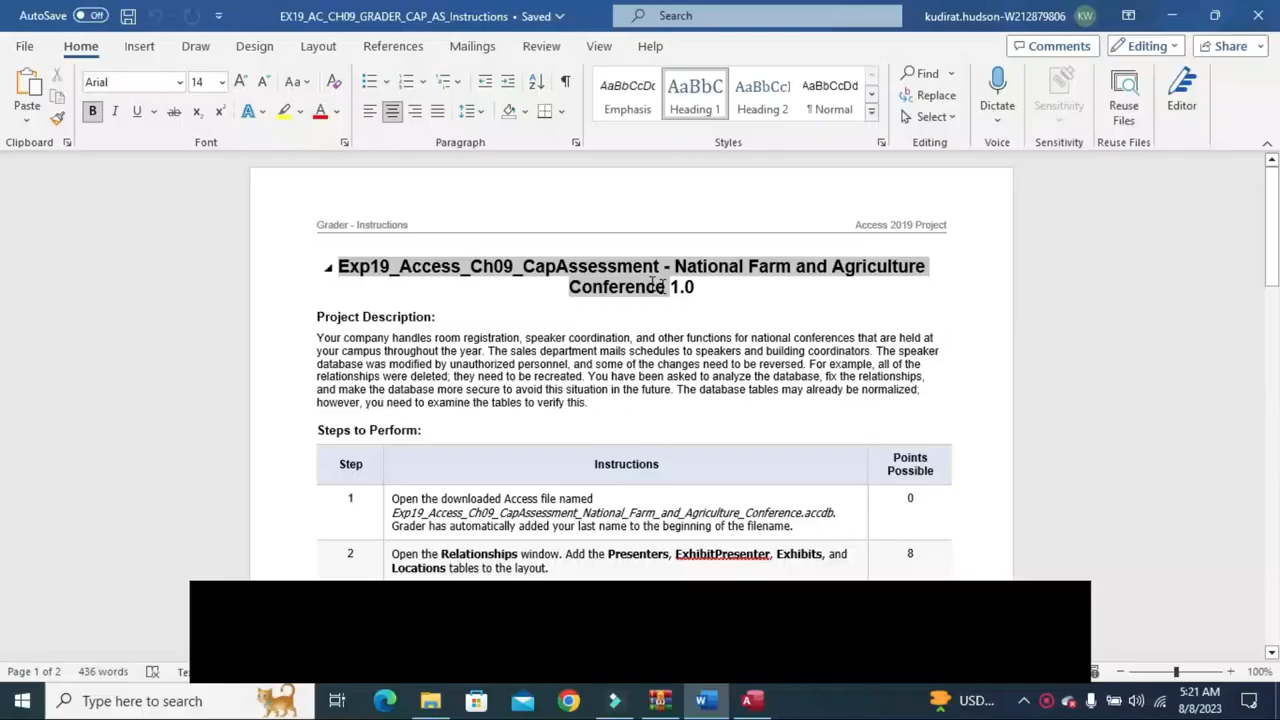 AutoSave Off EX19_AC_CH09_GRADER_CAP_AS_Instructions • Saved Search kudirat.hudson-W212879806 KW
File Home Insert Draw Design Layout References Mailings Review View Help Comments Editing Share
Paste Arial 14 Aa AaBbCcDc AaBbC AaBbCcI AaBbCcDd Find Replace Select Dictate Sensitivity Reuse Files Editor
B I U ab x₂ x² A A Emphasis Heading 1 Heading 2 ¶ Normal
Clipboard Font Paragraph Styles Editing Voice Sensitivity Reuse Files
Grader - Instructions Access 2019 Project
Exp19_Access_Ch09_CapAssessment - National Farm and Agriculture
Conference 1.0
Project Description:
Your company handles room registration, speaker coordination, and other functions for national conferences that are held at
your campus throughout the year. The sales department mails schedules to speakers and building coordinators. The speaker
database was modified by unauthorized personnel, and some of the changes need to be reversed. For example, all of the
relationships were deleted; they need to be recreated. You have been asked to analyze the database, fix the relationships,
and make the database more secure to avoid this situation in the future. The database tables may already be normalized;
however, you need to examine the tables to verify this.
Steps to Perform:
Step Instructions Points Possible
1 Open the downloaded Access file named 0
Exp19_Access_Ch09_CapAssessment_National_Farm_and_Agriculture_Conference.accdb.
Grader has automatically added your last name to the beginning of the filename.
2 Open the Relationships window. Add the Presenters, ExhibitPresenter, Exhibits, and 8
Locations tables to the layout.
Page 1 of 2 436 words 100%
Type here to search USD... 5:21 AM
8/8/2023